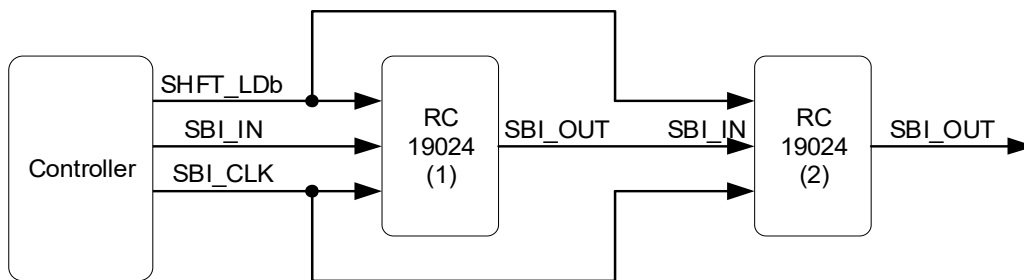 SHFT_LDb
SBI_IN
SBI_CLK
Controller
RC
19024
(1)
SBI_OUT
SBI_IN
RC
19024
(2)
SBI_OUT